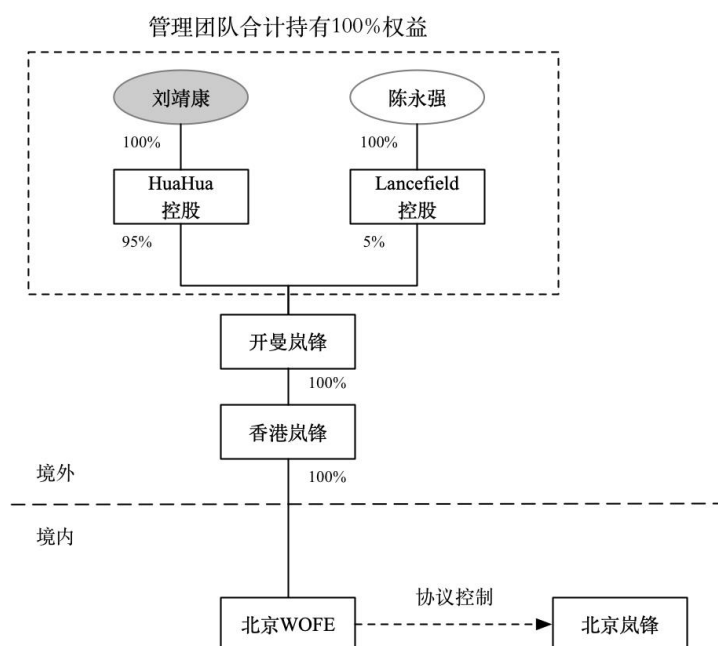 管理团队合计持有100%权益
刘靖康
陈永强
100%
100%
HuaHua
控股
Lancefield
控股
95%
5%
开曼岚锋
100%
香港岚锋
100%
境外
境内
北京WOFE
协议控制
北京岚锋